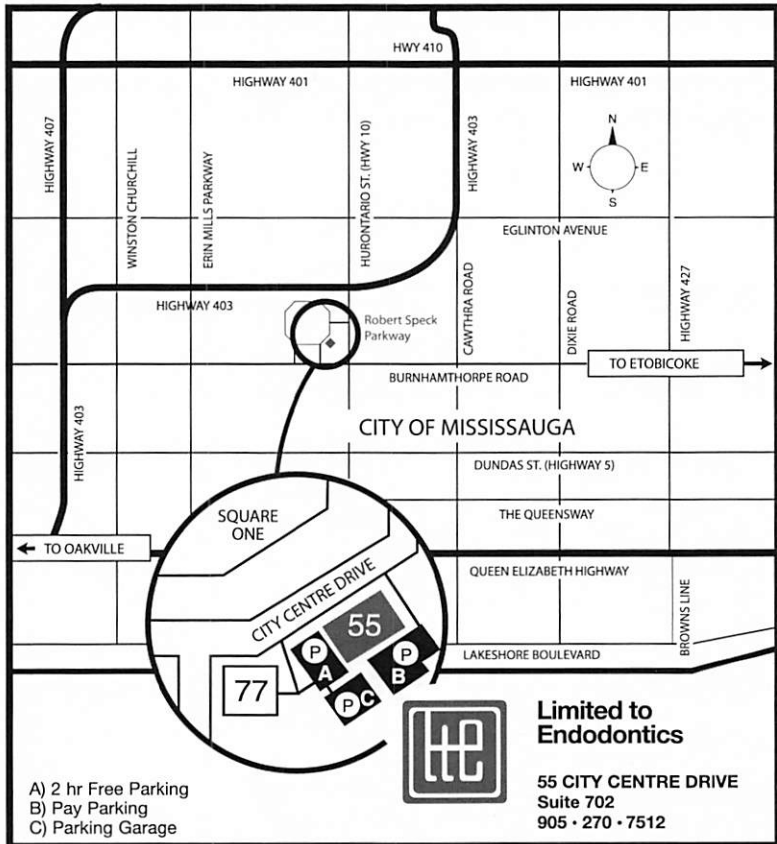 HWY 410
HIGHWAY 401
HIGHWAY 401
HIGHWAY 407
WINSTON CHURCHILL
ERIN MILLS PARKWAY
HURONTARIO ST. (HWY 10)
HIGHWAY 403
N
W E
S
EGLINTON AVENUE
HIGHWAY 403
Robert Speck
Parkway
CAWTHRA ROAD
DIXIE ROAD
HIGHWAY 427
TO ETOBICOKE
BURNHAMTHORPE ROAD
HIGHWAY 403
CITY OF MISSISSAUGA
DUNDAS ST. (HIGHWAY 5)
THE QUEENSWAY
SQUARE
ONE
TO OAKVILLE
QUEEN ELIZABETH HIGHWAY
CITY CENTRE DRIVE
BROWNS LINE
55
P
A
P
B
P C
77
LAKESHORE BOULEVARD
lte
Limited to
Endodontics
55 CITY CENTRE DRIVE
Suite 702
905 • 270 • 7512
A) 2 hr Free Parking
B) Pay Parking
C) Parking Garage